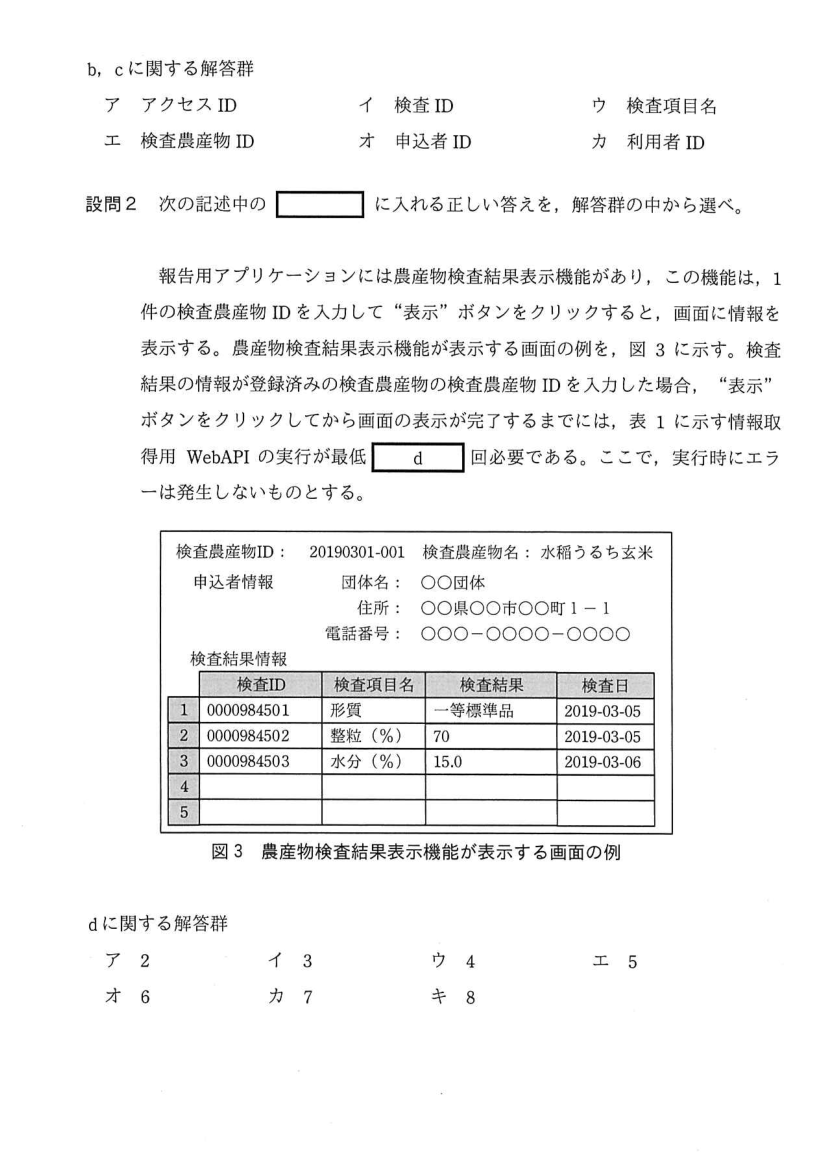 b，cに関する解答群
ア　アクセス ID　　イ　検査 ID　　ウ　検査項目名
エ　検査農産物 ID　　オ　申込者 ID　　カ　利用者 ID
設問2　次の記述中の　　　　に入れる正しい答えを，解答群の中から選べ。
報告用アプリケーションには農産物検査結果表示機能があり，この機能は，1
件の検査農産物 ID を入力して“表示”ボタンをクリックすると，画面に情報を
表示する。農産物検査結果表示機能が表示する画面の例を，図 3 に示す。検査
結果の情報が登録済みの検査農産物の検査農産物 ID を入力した場合，“表示”
ボタンをクリックしてから画面の表示が完了するまでには，表 1 に示す情報取
得用 WebAPI の実行が最低　d　回必要である。ここで，実行時にエラ
ーは発生しないものとする。
検査農産物ID：　20190301-001　検査農産物名：水稲うるち玄米
申込者情報　団体名：　○○団体
住所：　○○県○○市○○町１－１
電話番号：　○○○－○○○○－○○○○
検査結果情報
検査ID　検査項目名　検査結果　検査日
1　0000984501　形質　一等標準品　2019-03-05
2　0000984502　整粒（％）　70　2019-03-05
3　0000984503　水分（％）　15.0　2019-03-06
4
5
図3　農産物検査結果表示機能が表示する画面の例
dに関する解答群
ア　2　　イ　3　　ウ　4　　エ　5
オ　6　　カ　7　　キ　8